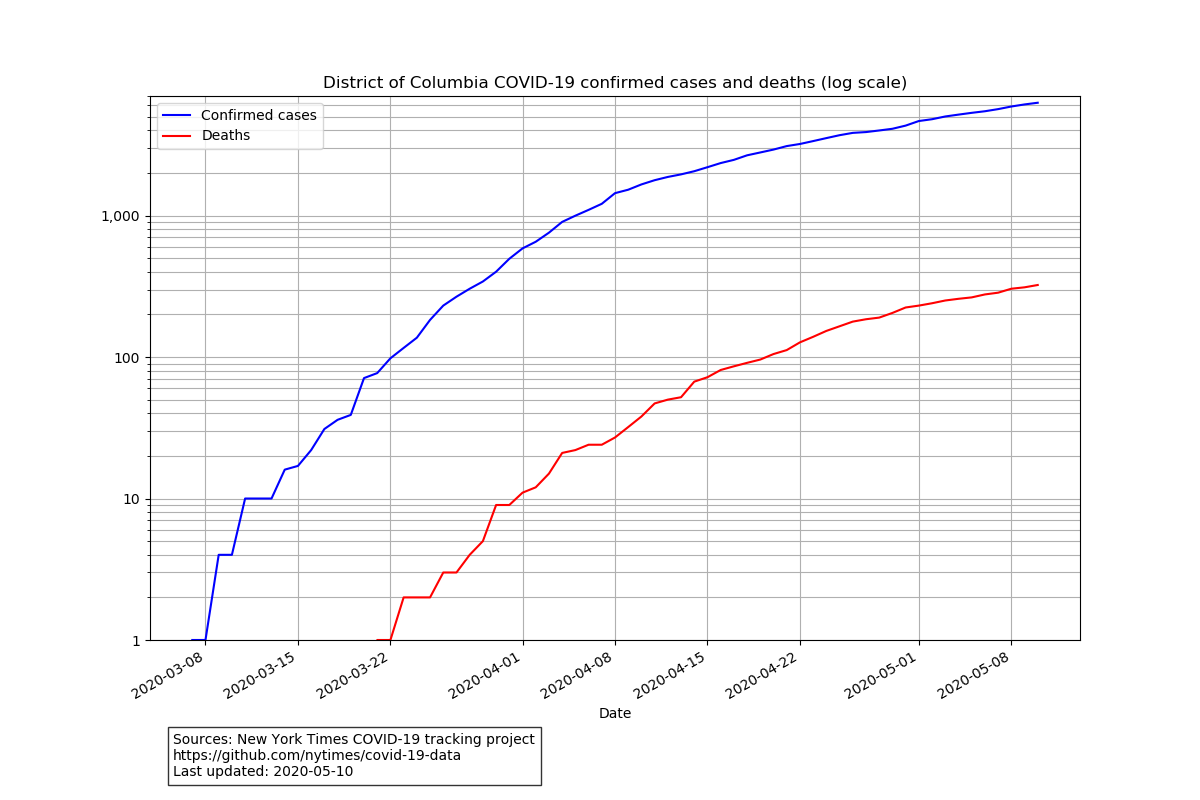 District of Columbia COVID-19 confirmed cases and deaths (log scale)
Confirmed cases
Deaths
1,000
100
10
1
2020-03-08
2020-03-15
2020-03-22
2020-04-01
2020-04-08
2020-04-15
2020-04-22
2020-05-01
2020-05-08
Date
Sources: New York Times COVID-19 tracking project
https://github.com/nytimes/covid-19-data
Last updated: 2020-05-10